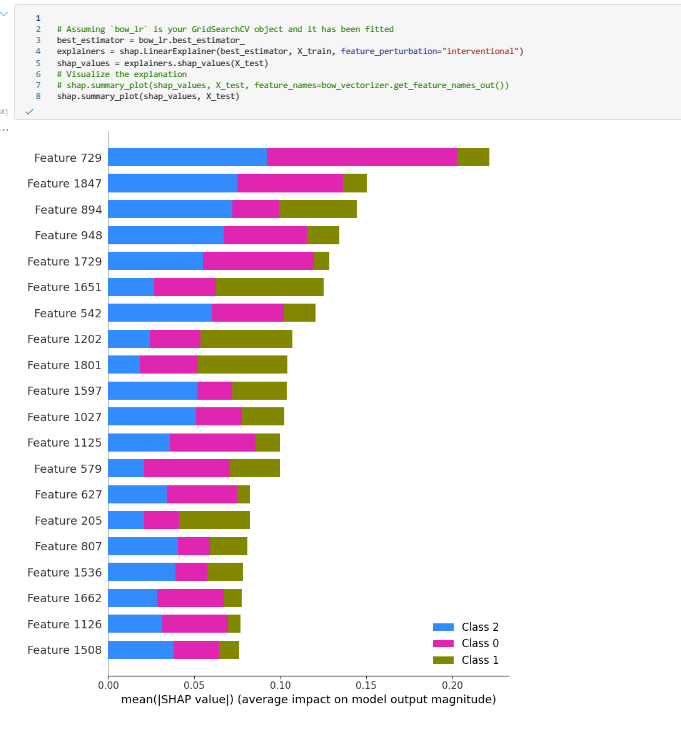 1
2 # Assuming `bow_lr` is your GridSearchCV object and it has been fitted
3 best_estimator = bow_lr.best_estimator_
4 explainers = shap.LinearExplainer(best_estimator, X_train, feature_perturbation="interventional")
5 shap_values = explainers.shap_values(X_test)
6 # Visualize the explanation
7 # shap.summary_plot(shap_values, X_test, feature_names=bow_vectorizer.get_feature_names_out())
8 shap.summary_plot(shap_values, X_test)
Feature 729
Feature 1847
Feature 894
Feature 948
Feature 1729
Feature 1651
Feature 542
Feature 1202
Feature 1801
Feature 1597
Feature 1027
Feature 1125
Feature 579
Feature 627
Feature 205
Feature 807
Feature 1536
Feature 1662
Feature 1126
Feature 1508
Class 2
Class 0
Class 1
0.00 0.05 0.10 0.15 0.20
mean(|SHAP value|) (average impact on model output magnitude)